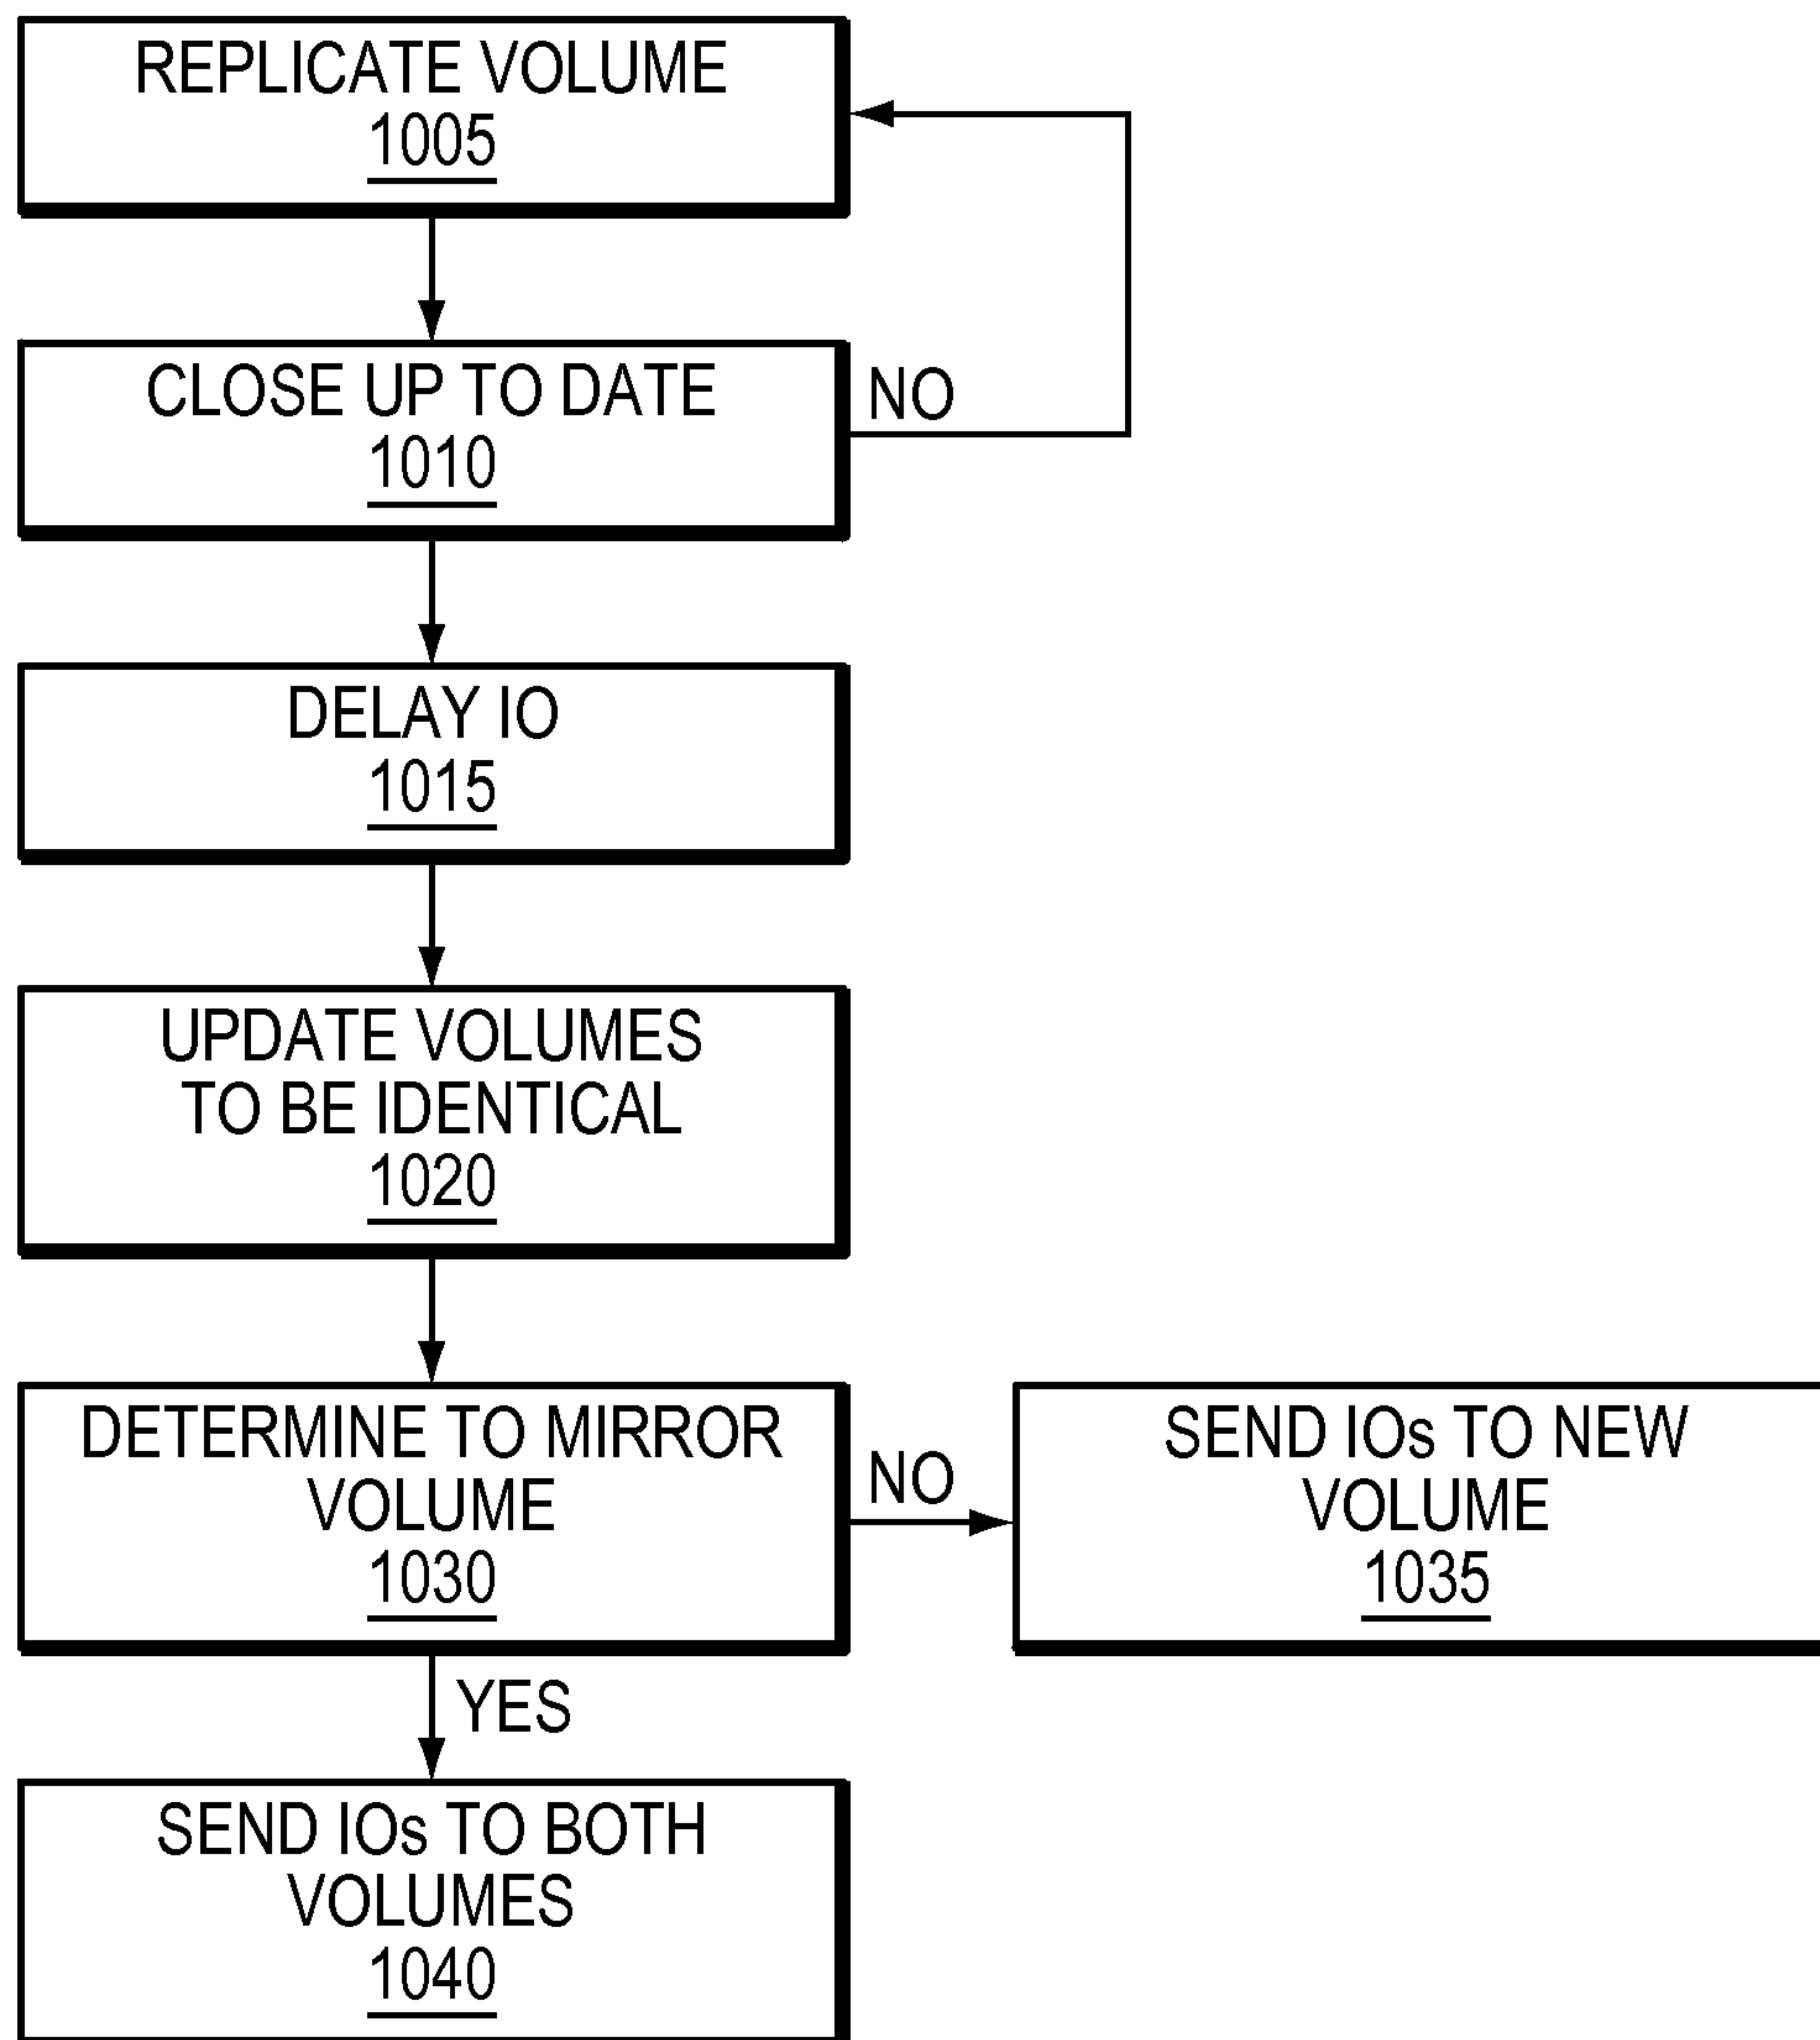 REPLICATE VOLUME
1005
CLOSE UP TO DATE
1010
NO
DELAY IO
1015
UPDATE VOLUMES
TO BE IDENTICAL
1020
DETERMINE TO MIRROR
VOLUME
1030
NO
SEND IOs TO NEW
VOLUME
1035
YES
SEND IOs TO BOTH
VOLUMES
1040